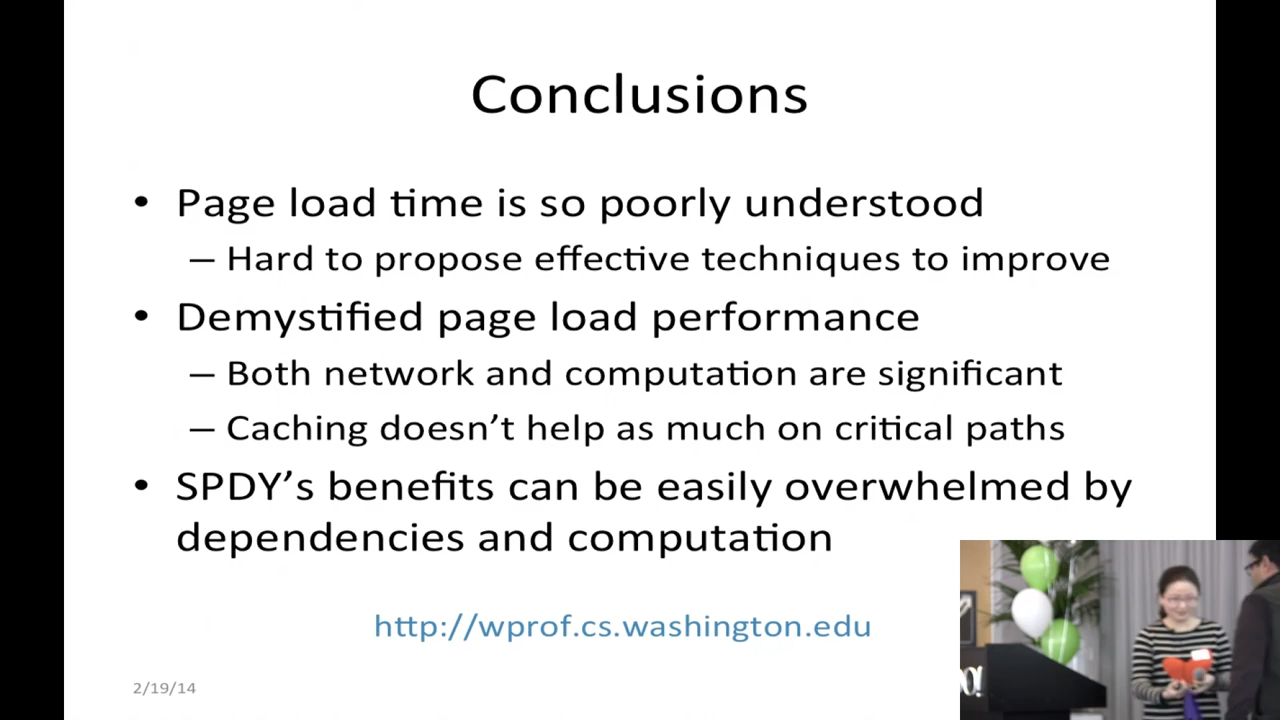 Conclusions
• Page load time is so poorly understood
– Hard to propose effective techniques to improve
• Demystified page load performance
– Both network and computation are significant
– Caching doesn’t help as much on critical paths
• SPDY’s benefits can be easily overwhelmed by
dependencies and computation
http://wprof.cs.washington.edu
2/19/14
O!